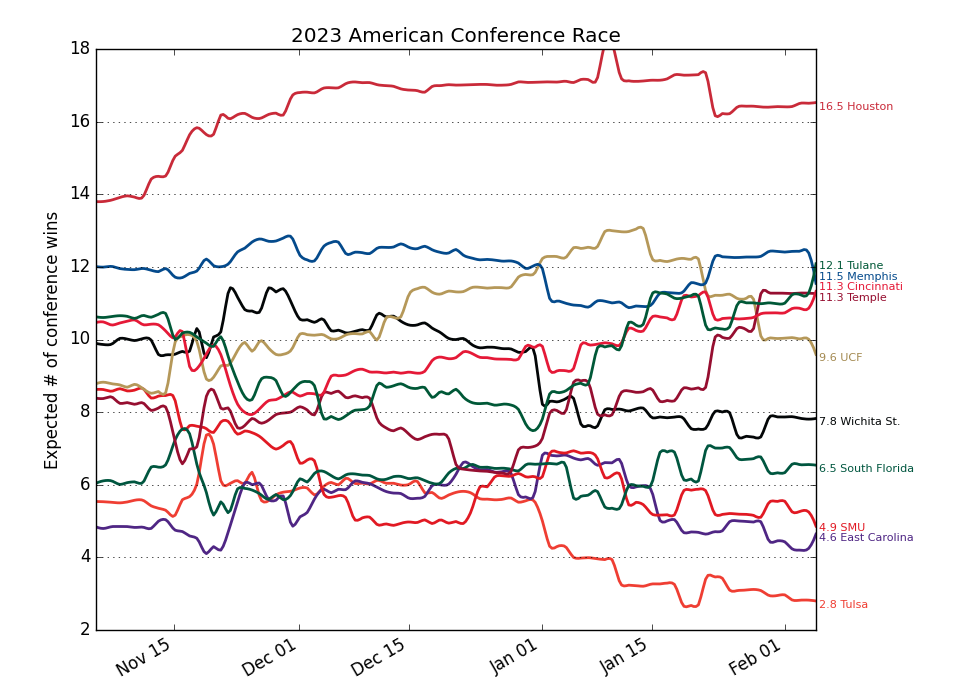 2023 American Conference Race
Expected # of conference wins
18
16
14
12
10
8
6
4
2
Nov 15
Dec 01
Dec 15
Jan 01
Jan 15
Feb 01
16.5 Houston
12.1 Tulane
11.5 Memphis
11.3 Cincinnati
11.3 Temple
9.6 UCF
7.8 Wichita St.
6.5 South Florida
4.9 SMU
4.6 East Carolina
2.8 Tulsa